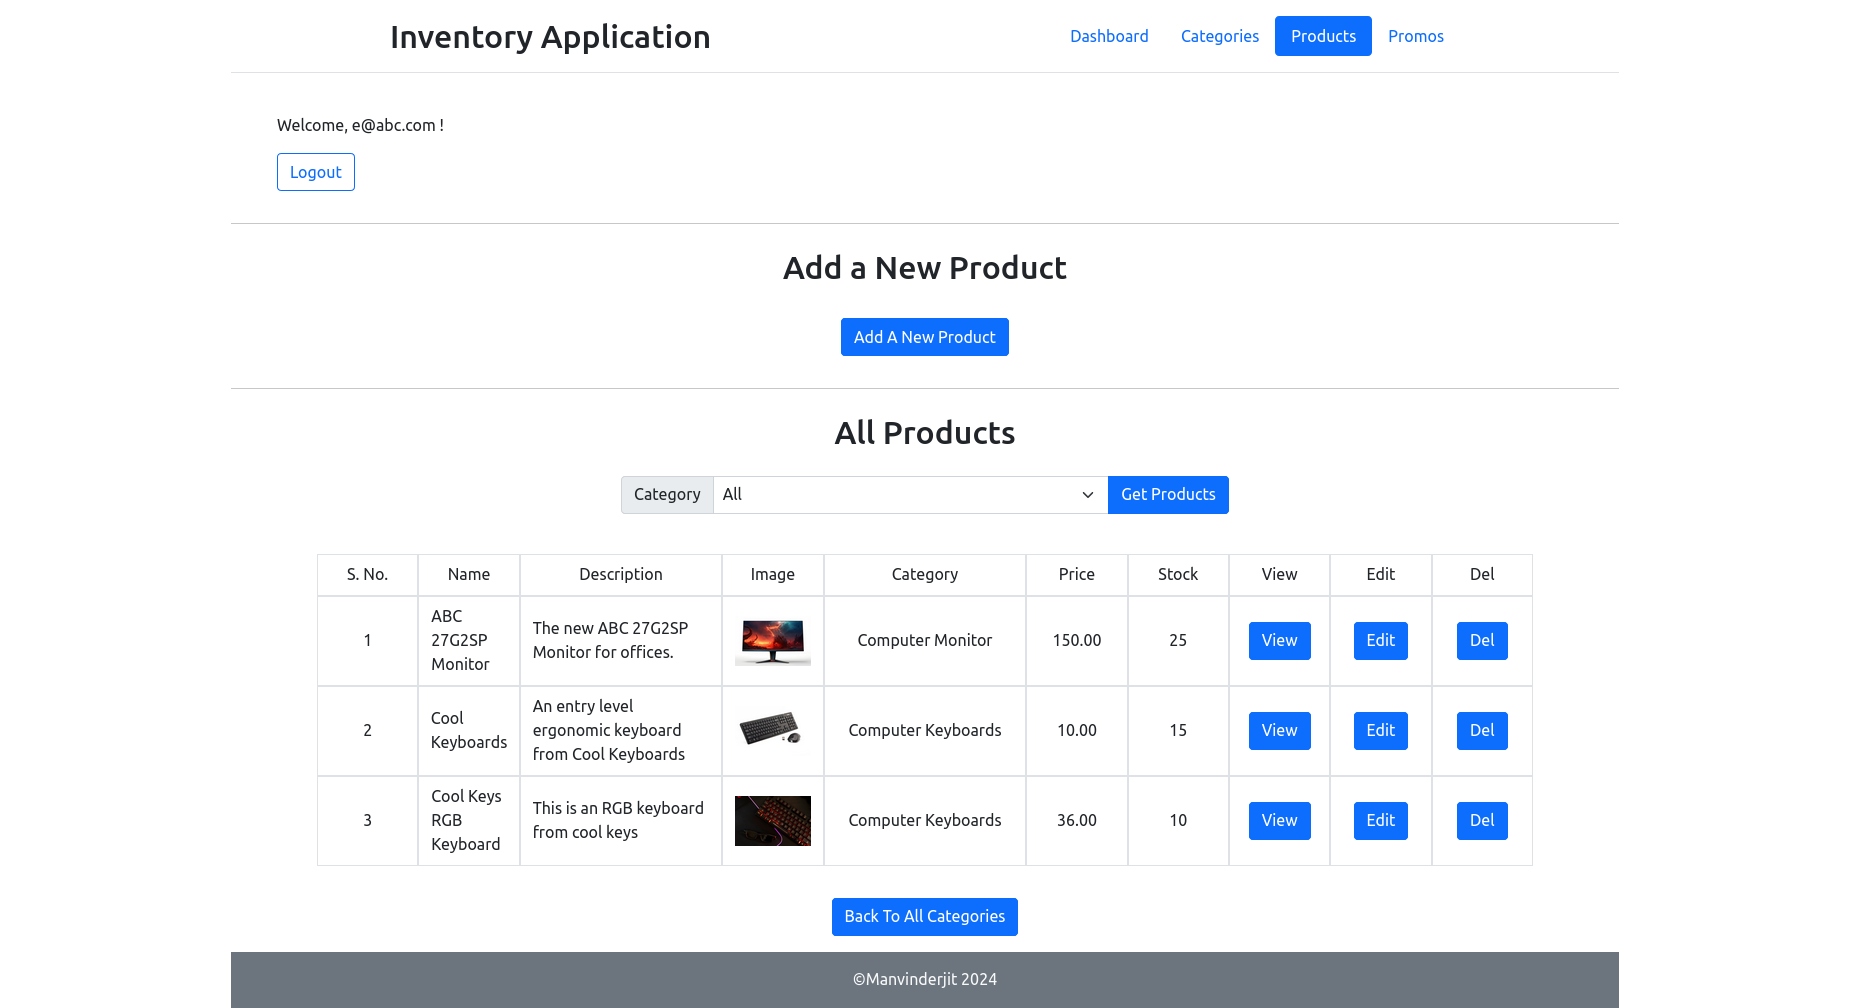 Inventory Application
Dashboard Categories Products Promos
Welcome, e@abc.com !
Logout
Add a New Product
Add A New Product
All Products
Category All Get Products
S. No. Name Description Image Category Price Stock View Edit Del
1 ABC 27G2SP Monitor The new ABC 27G2SP Monitor for offices. Computer Monitor 150.00 25 View Edit Del
2 Cool Keyboards An entry level ergonomic keyboard from Cool Keyboards Computer Keyboards 10.00 15 View Edit Del
3 Cool Keys RGB Keyboard This is an RGB keyboard from cool keys Computer Keyboards 36.00 10 View Edit Del
Back To All Categories
©Manvinderjit 2024